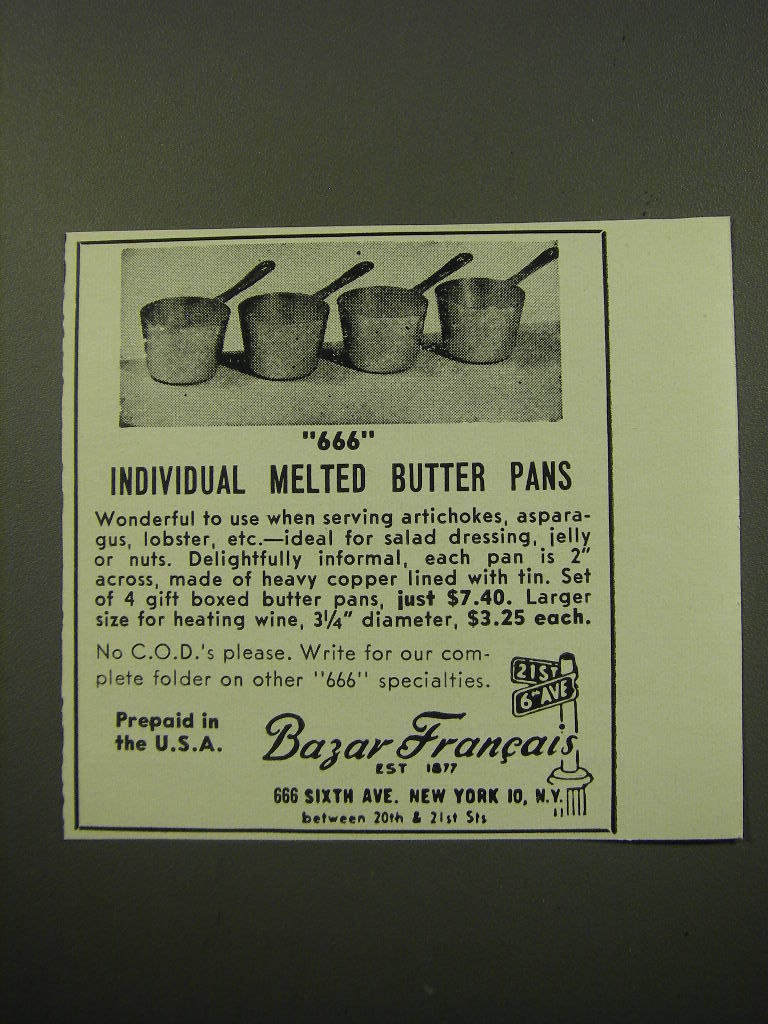 "666"
INDIVIDUAL MELTED BUTTER PANS
Wonderful to use when serving artichokes, aspara-
gus, lobster, etc.—ideal for salad dressing, jelly
or nuts. Delightfully informal, each pan is 2"
across, made of heavy copper lined with tin. Set
of 4 gift boxed butter pans, just $7.40. Larger
size for heating wine, 3¼" diameter, $3.25 each.
No C.O.D.'s please. Write for our com-
plete folder on other "666" specialties.
21ST
6TH AVE
Prepaid in
the U.S.A.
Bazar Français
EST 1877
666 SIXTH AVE. NEW YORK 10, N.Y.
between 20th & 21st Sts